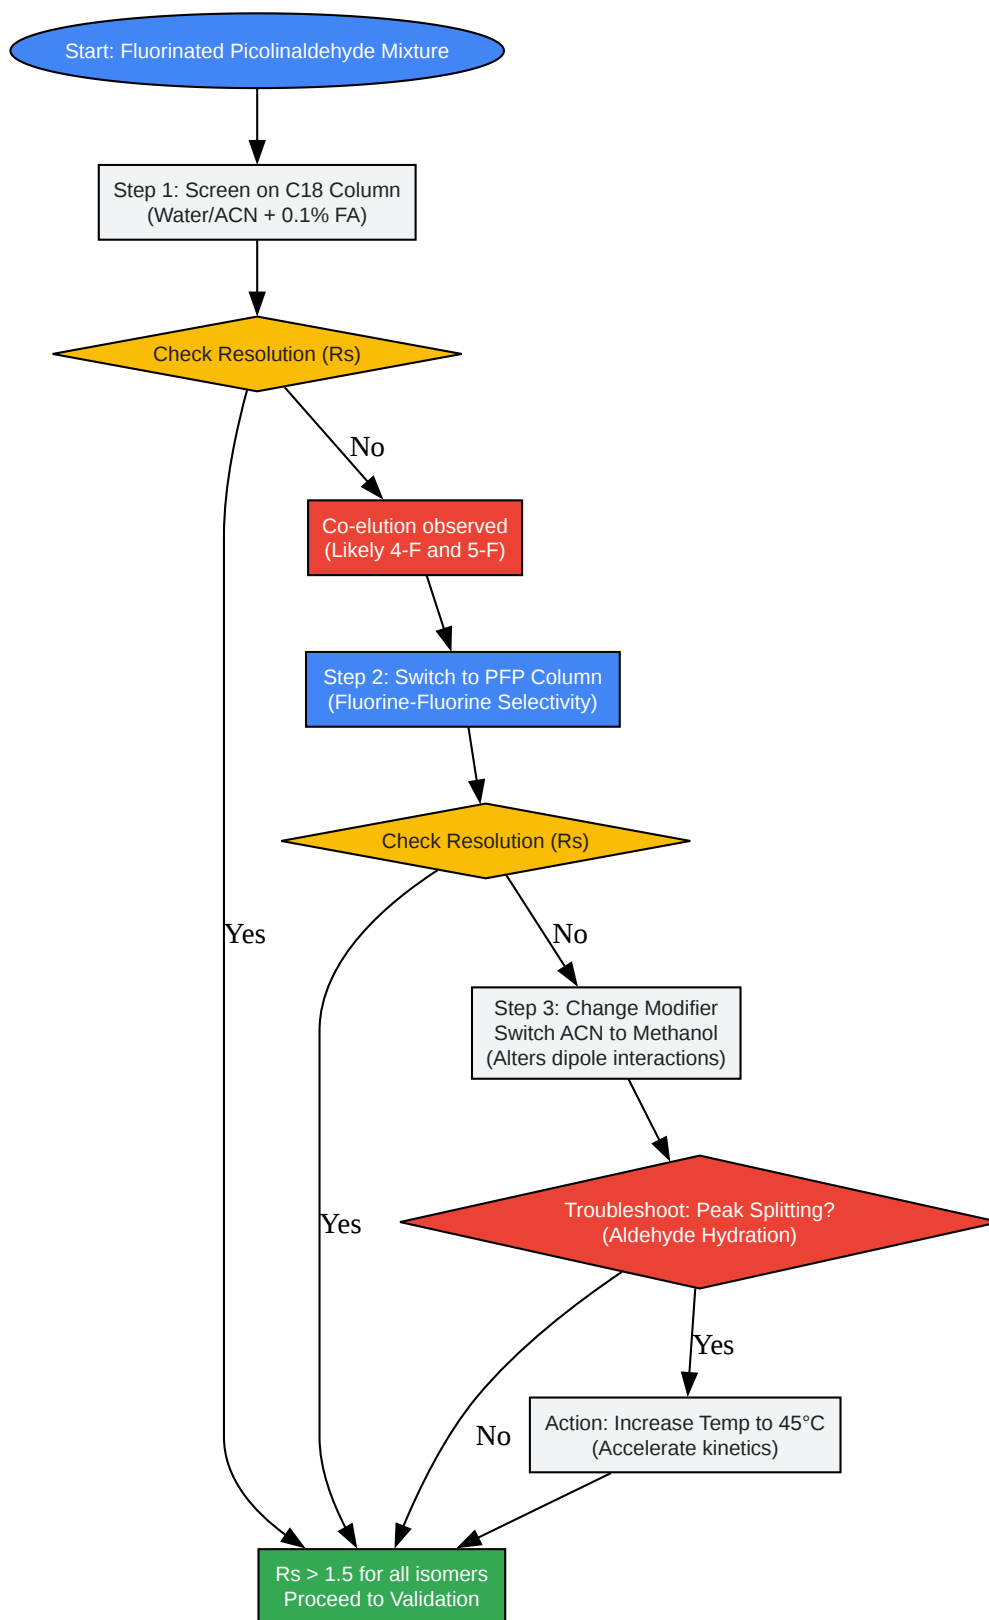 Start: Fluorinated Picolinaldehyde Mixture
Step 1: Screen on C18 Column
(Water/ACN + 0.1% FA)
Check Resolution (Rs)
No
Co-elution observed
(Likely 4-F and 5-F)
Step 2: Switch to PFP Column
(Fluorine-Fluorine Selectivity)
Check Resolution (Rs)
Yes
No
Step 3: Change Modifier
Switch ACN to Methanol
(Alters dipole interactions)
Yes
Troubleshoot: Peak Splitting?
(Aldehyde Hydration)
Yes
No
Action: Increase Temp to 45°C
(Accelerate kinetics)
Rs > 1.5 for all isomers
Proceed to Validation